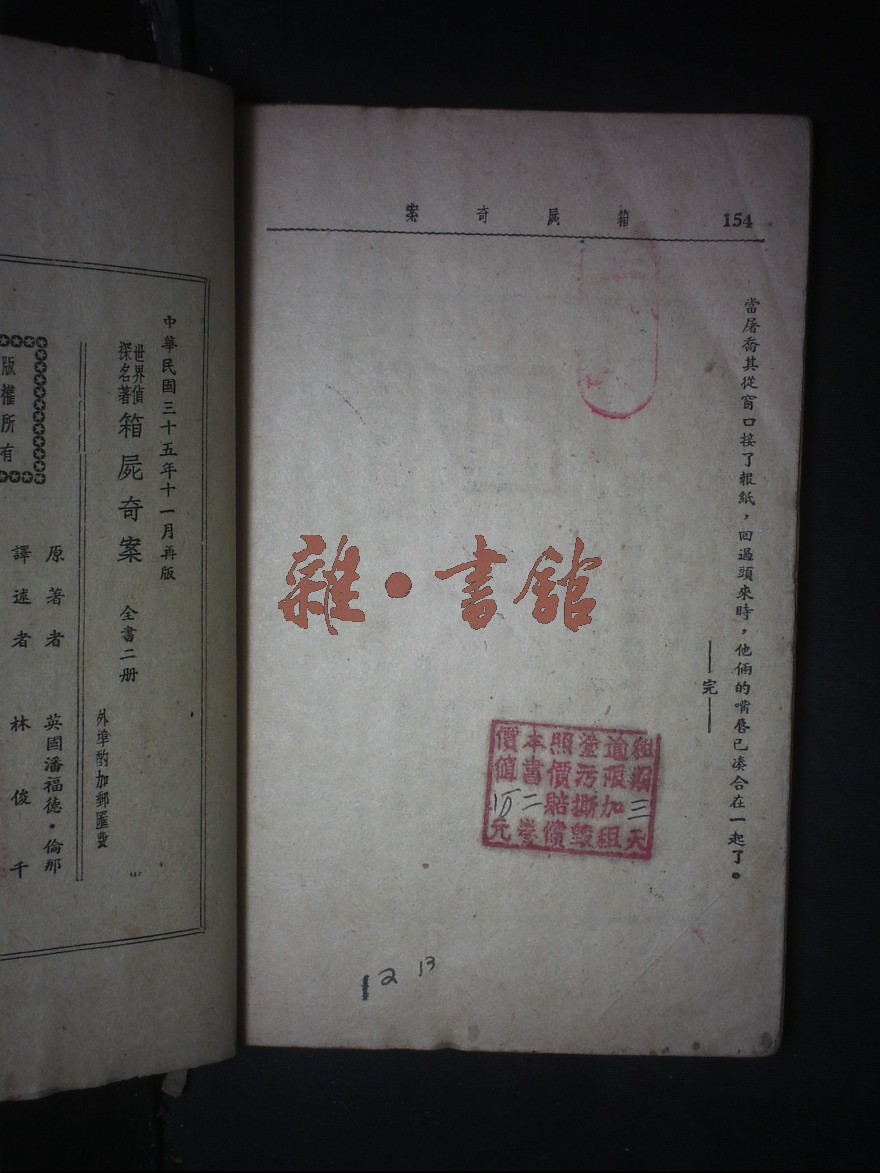 154
箱屍奇案
當屠喬其從窗口接了報紙，回過頭來時，他倆的嘴唇已湊合在一起了。
——完——
雜·書館
組期三天
逾限加組
塗污撕毀
照價賠償
本書二
價值
元
12 13
中華民國三十五年十一月再版
世界偵探名著 箱屍奇案 全書二册
外埠酌加郵匯費
原著者 英國潘福德·倫那
譯述者 林俊千
版權所有